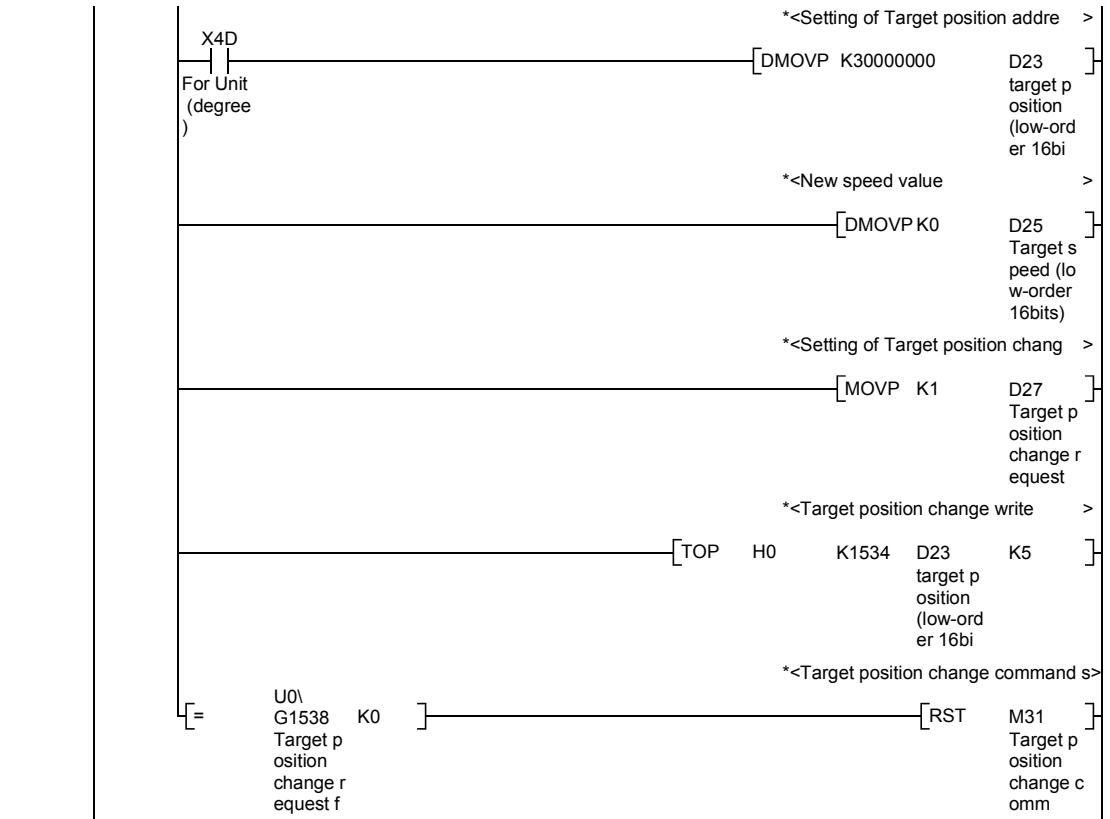 *<Setting of Target position addre >
X4D
DMOVP K30000000 D23
For Unit
(degree
)
target p
osition
(low-ord
er 16bi
*<New speed value >
DMOVP K0 D25
Target s
peed (lo
w-order
16bits)
*<Setting of Target position chang >
MOVP K1 D27
Target p
osition
change r
equest
*<Target position change write >
TOP H0 K1534 D23 K5
target p
osition
(low-ord
er 16bi
*<Target position change command s>
U0\
= G1538 K0 RST M31
Target p
osition
change r
equest f
Target p
osition
change c
omm